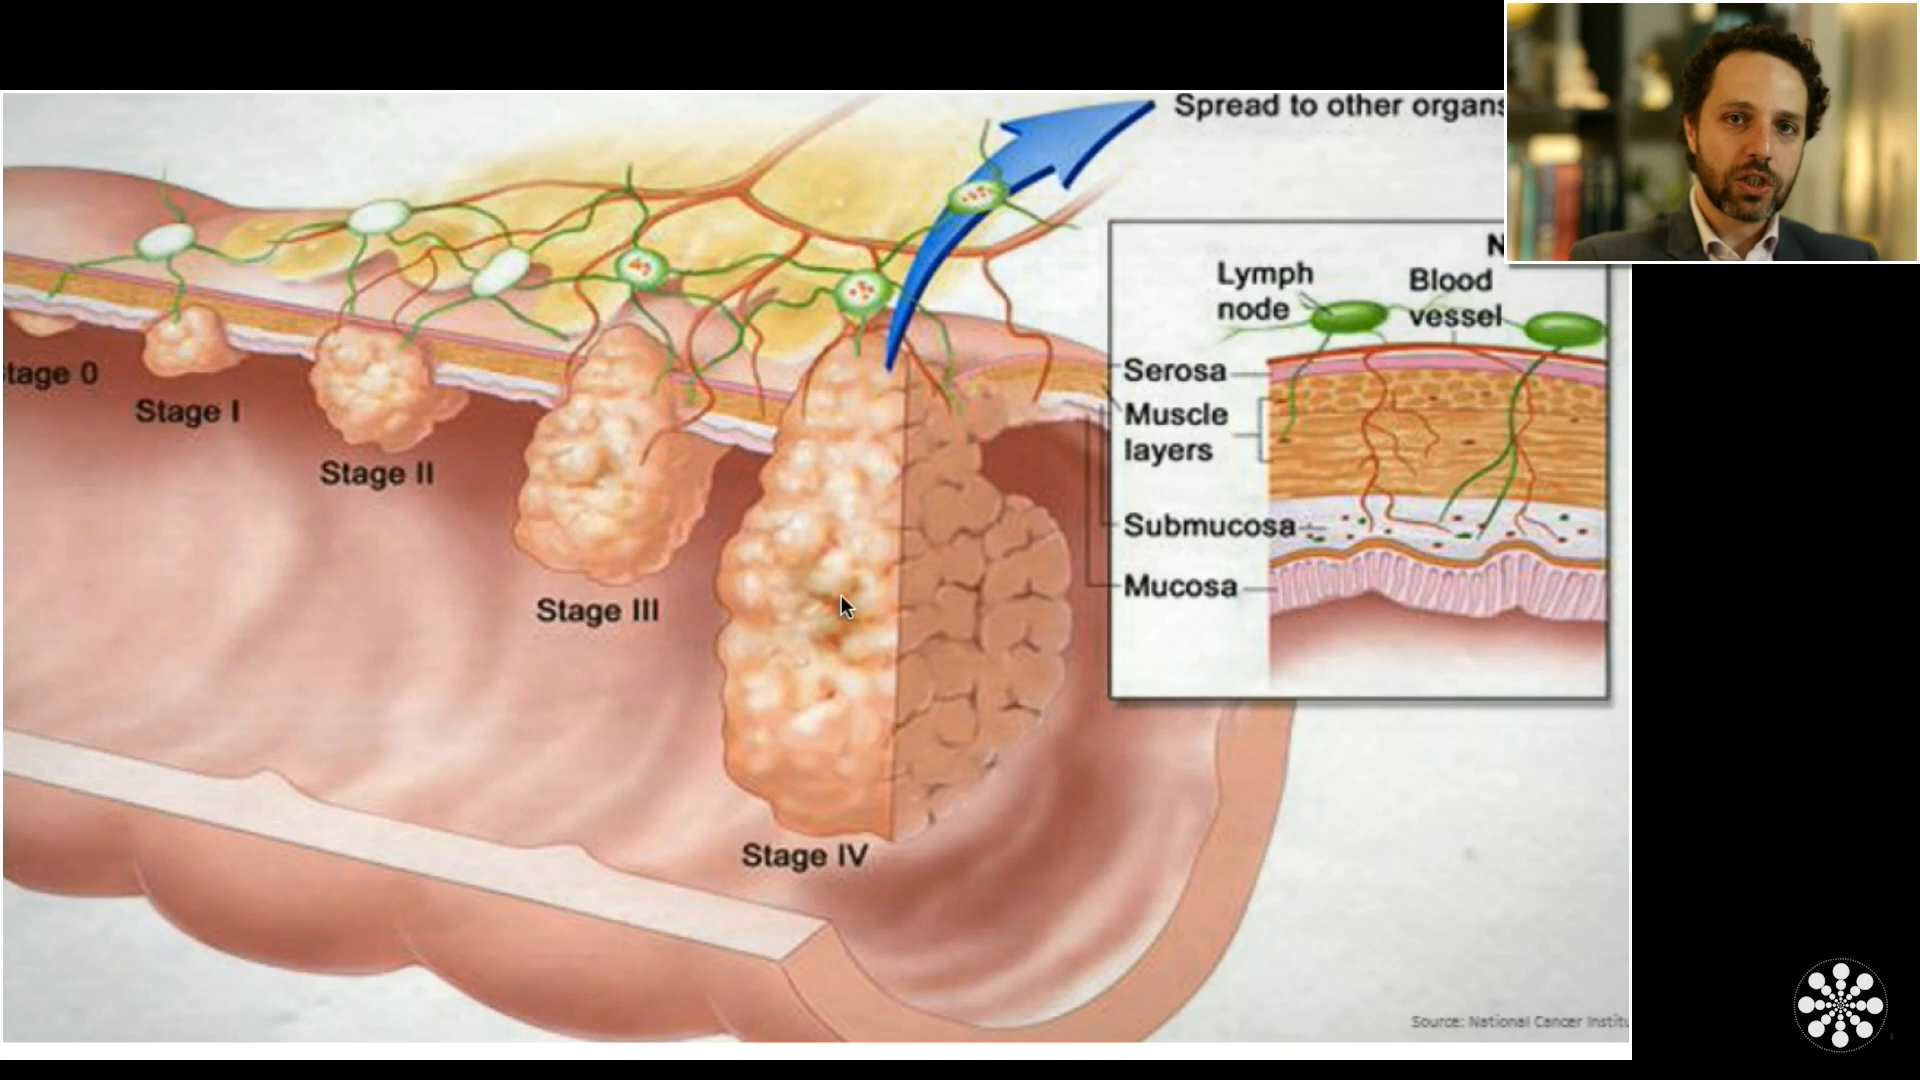 Spread to other organs
N
Lymph
node
Blood
vessel
Serosa
Muscle
layers
Submucosa
Mucosa
tage 0
Stage I
Stage II
Stage III
Stage IV
Source: National Cancer Institu